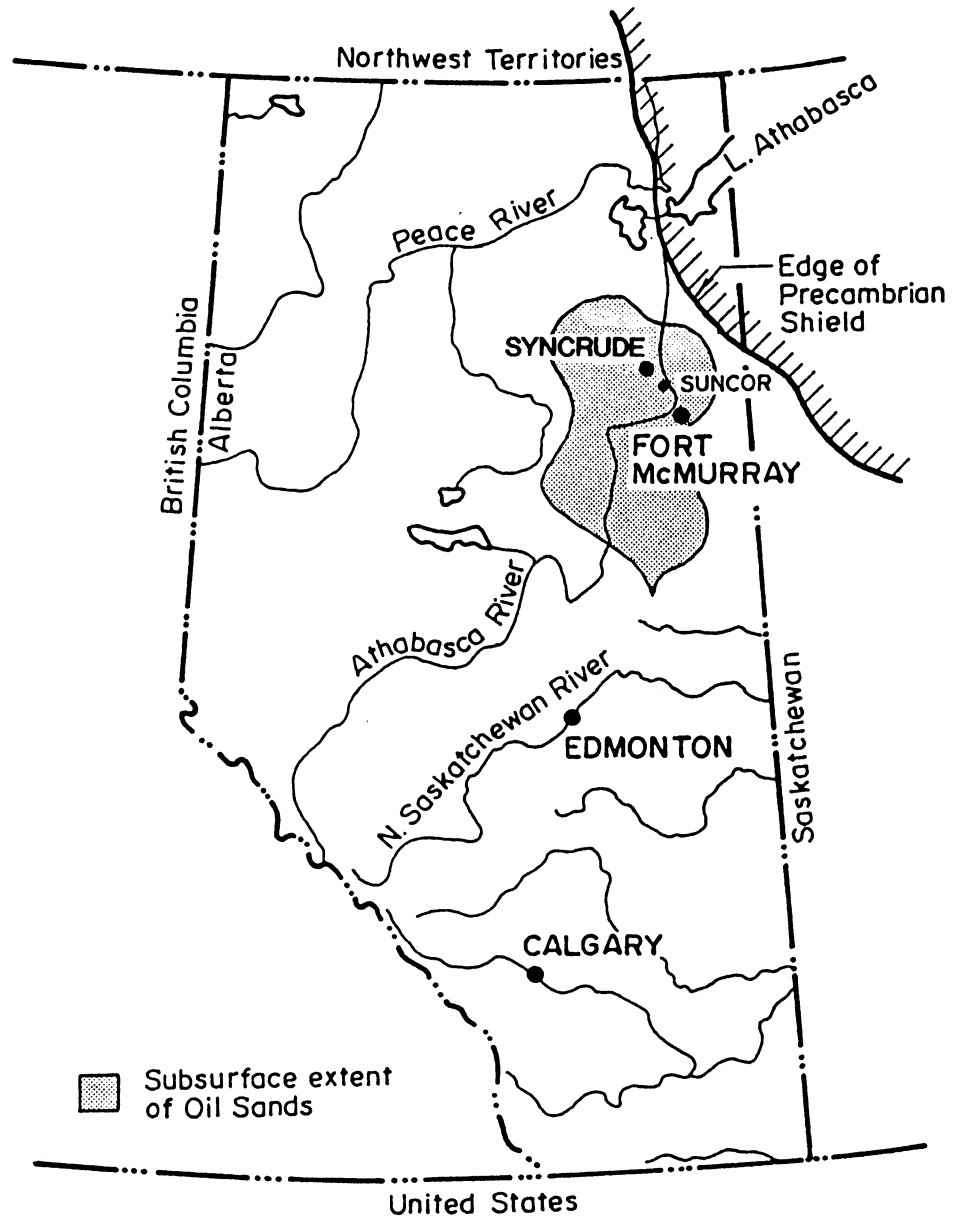 Northwest Territories
L. Athabasca
Peace River
Edge of
Precambrian
Shield
British Columbia
Alberta
SYNCRUDE
SUNCOR
FORT
McMURRAY
Athabasca River
N. Saskatchewan River
EDMONTON
Saskatchewan
CALGARY
Subsurface extent
of Oil Sands
United States